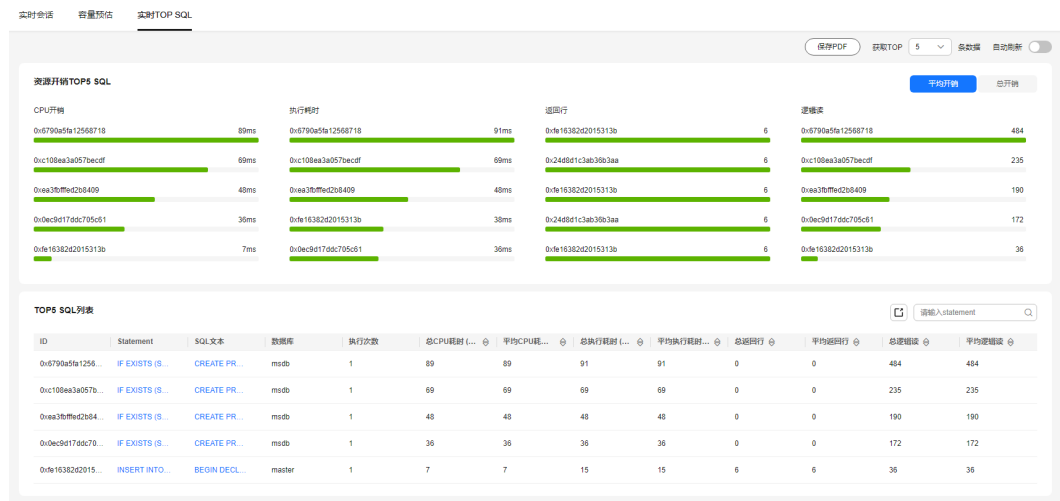 实时会话 容量预估 实时TOP SQL
保存PDF 获取TOP 5 条数据 自动刷新
资源开销TOP5 SQL 平均开销 总开销
CPU开销 执行耗时 返回行 逻辑读
0x6790a5fa12568718 89ms 0x6790a5fa12568718 91ms 0xfe16382d2015313b 6 0x6790a5fa12568718 484
0xc108ea3a057becdf 69ms 0xc108ea3a057becdf 69ms 0x24d8d1c3ab36b3aa 6 0xc108ea3a057becdf 235
0xea3fbfffed2b8409 48ms 0xea3fbfffed2b8409 48ms 0xfe16382d2015313b 6 0xea3fbfffed2b8409 190
0x0ec9d17ddc705c61 36ms 0xfe16382d2015313b 38ms 0x24d8d1c3ab36b3aa 6 0x0ec9d17ddc705c61 172
0xfe16382d2015313b 7ms 0x0ec9d17ddc705c61 36ms 0xfe16382d2015313b 6 0xfe16382d2015313b 36
TOP5 SQL列表 请输入statement
ID Statement SQL文本 数据库 执行次数 总CPU耗时 (... 平均CPU耗... 总执行耗时 (... 平均执行耗时... 总返回行 平均返回行 总逻辑读 平均逻辑读
0x6790a5fa1256... IF EXISTS (S... CREATE PR... msdb 1 89 89 91 91 0 0 484 484
0xc108ea3a057b... IF EXISTS (S... CREATE PR... msdb 1 69 69 69 69 0 0 235 235
0xea3fbfffed2b84... IF EXISTS (S... CREATE PR... msdb 1 48 48 48 48 0 0 190 190
0x0ec9d17ddc70... IF EXISTS (S... CREATE PR... msdb 1 36 36 36 36 0 0 172 172
0xfe16382d2015... INSERT INTO... BEGIN DECL... master 1 7 7 15 15 6 6 36 36